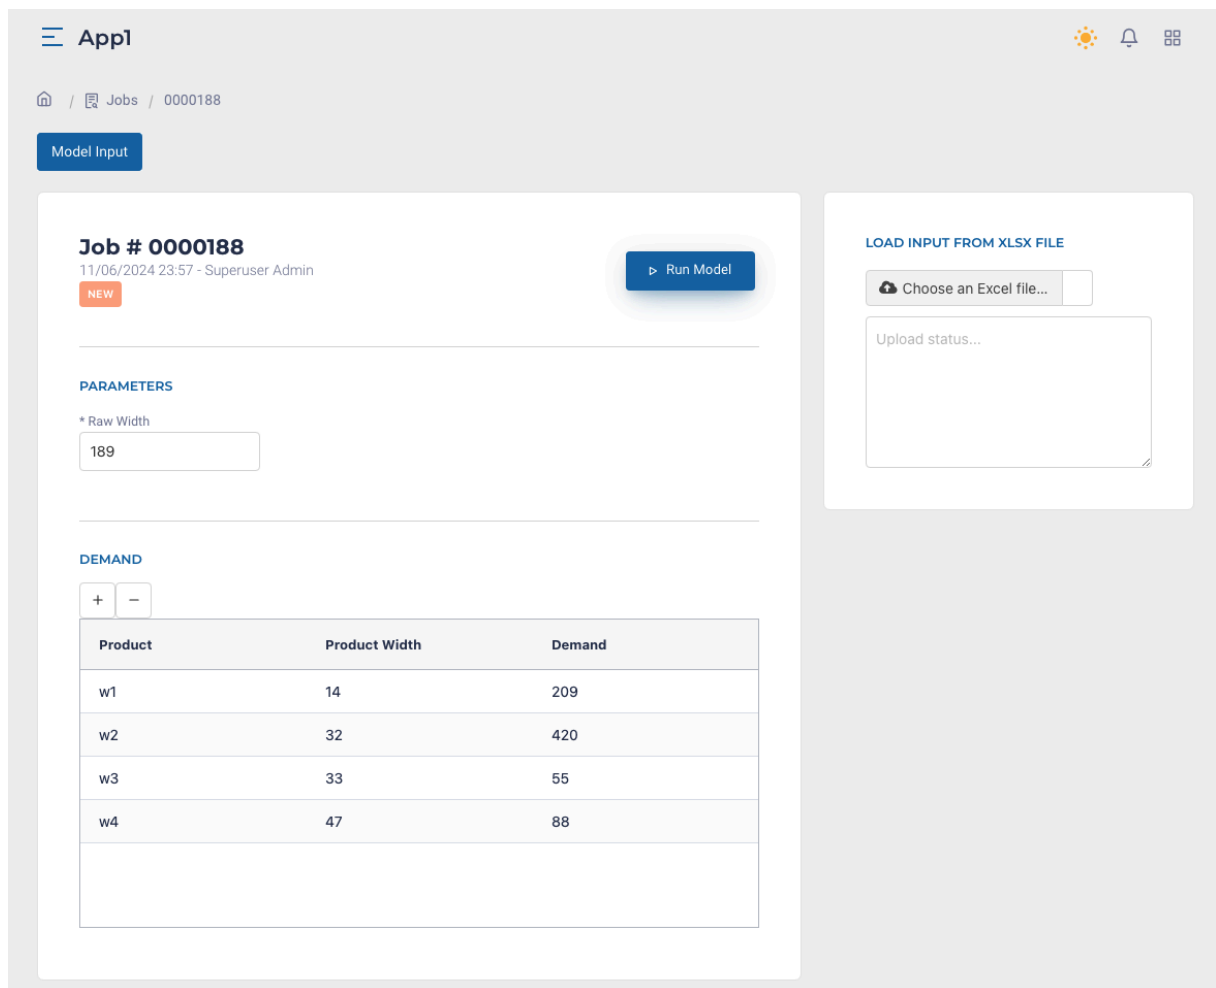 App1
/ Jobs / 0000188
Model Input
Job # 0000188
11/06/2024 23:57 - Superuser Admin
NEW
Run Model
PARAMETERS
* Raw Width
189
DEMAND
+ −
Product Product Width Demand
w1 14 209
w2 32 420
w3 33 55
w4 47 88
LOAD INPUT FROM XLSX FILE
Choose an Excel file...
Upload status...